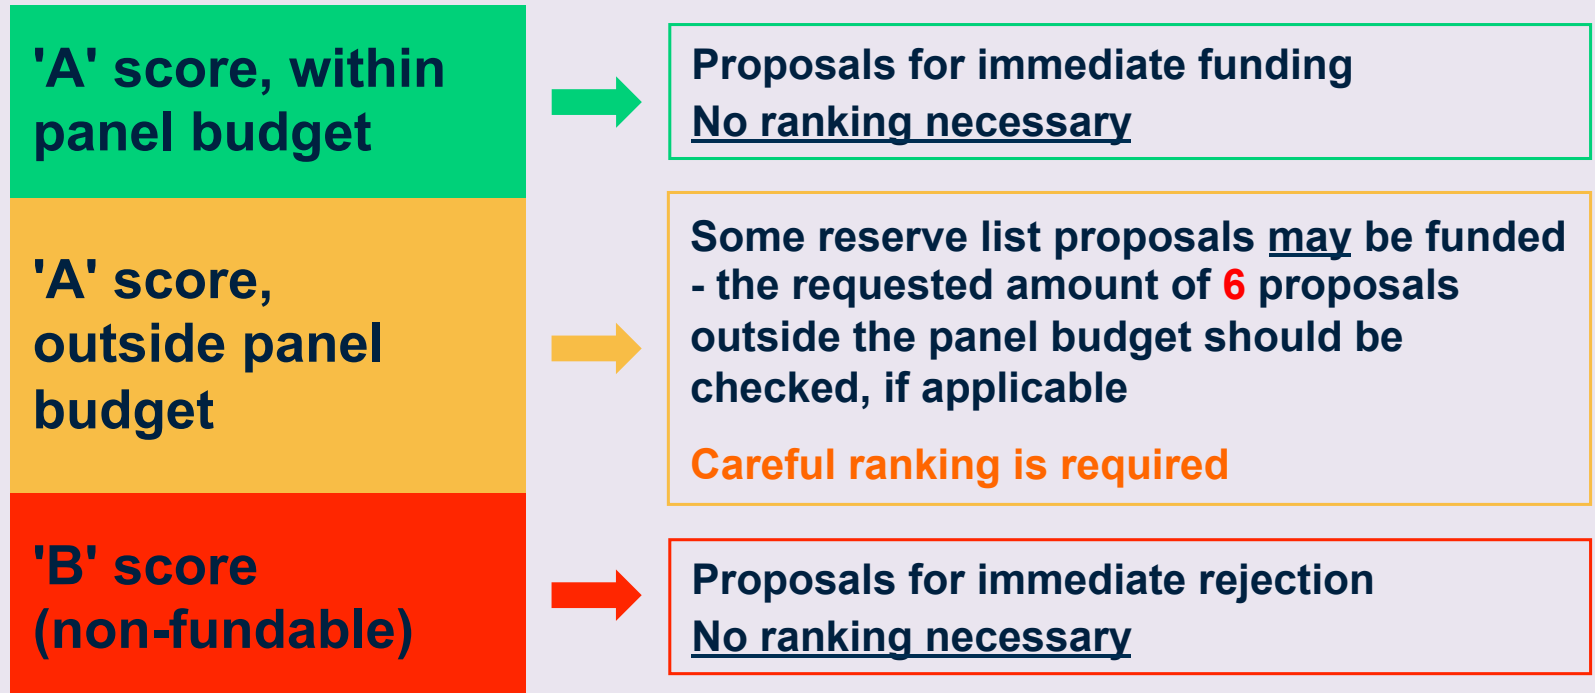 'A' score, within
panel budget
Proposals for immediate funding
No ranking necessary
'A' score,
outside panel
budget
Some reserve list proposals may be funded
- the requested amount of 6 proposals
outside the panel budget should be
checked, if applicable
Careful ranking is required
'B' score
(non-fundable)
Proposals for immediate rejection
No ranking necessary